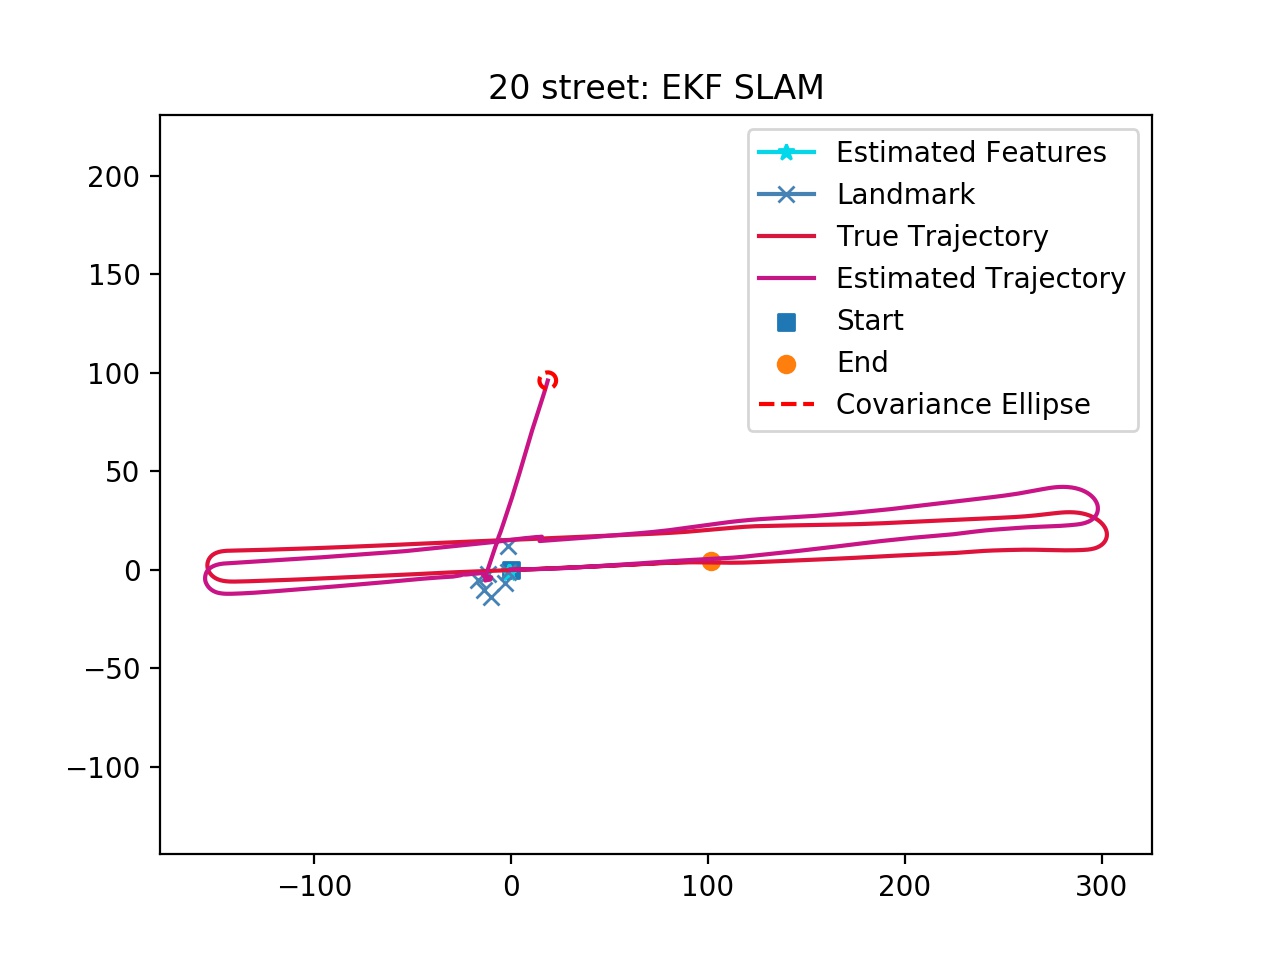 20 street: EKF SLAM
Estimated Features
Landmark
True Trajectory
Estimated Trajectory
Start
End
Covariance Ellipse
200
150
100
50
0
−50
−100
−100 0 100 200 300